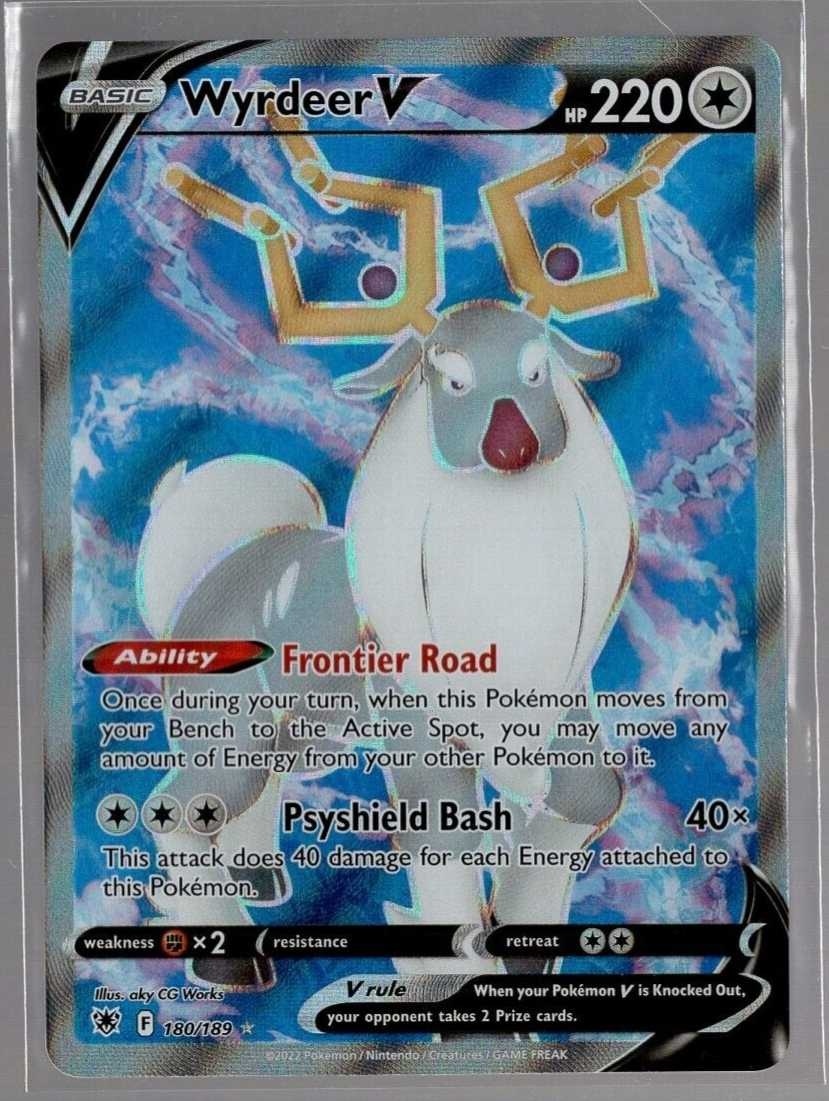 BASIC Wyrdeer V HP 220
Ability Frontier Road
Once during your turn, when this Pokémon moves from
your Bench to the Active Spot, you may move any
amount of Energy from your other Pokémon to it.
Psyshield Bash 40×
This attack does 40 damage for each Energy attached to
this Pokémon.
weakness ×2 resistance retreat
Illus. aky CG Works
F 180/189
V rule When your Pokémon V is Knocked Out,
your opponent takes 2 Prize cards.
©2022 Pokémon / Nintendo / Creatures / GAME FREAK